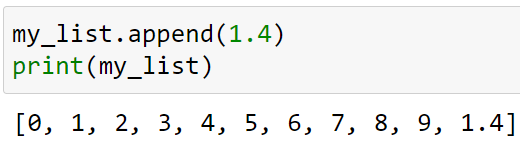 my_list.append(1.4)
print(my_list)
[0, 1, 2, 3, 4, 5, 6, 7, 8, 9, 1.4]